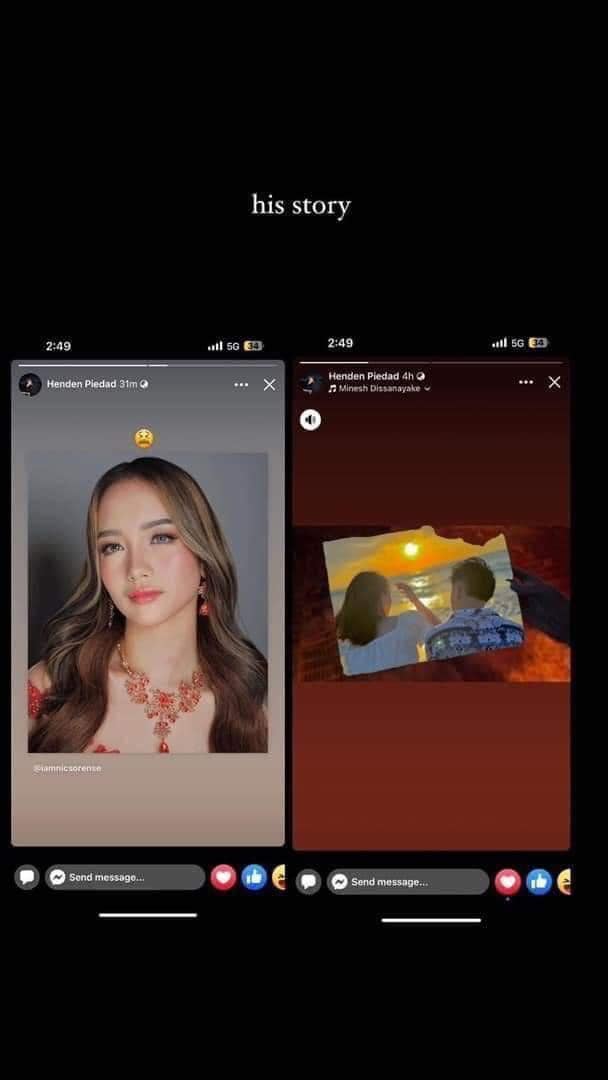 his story
2:49
5G 34
Henden Piedad 31m
@iamnicsorense
Send message...
2:49
5G 34
Henden Piedad 4h
Minesh Dissanayake
Send message...